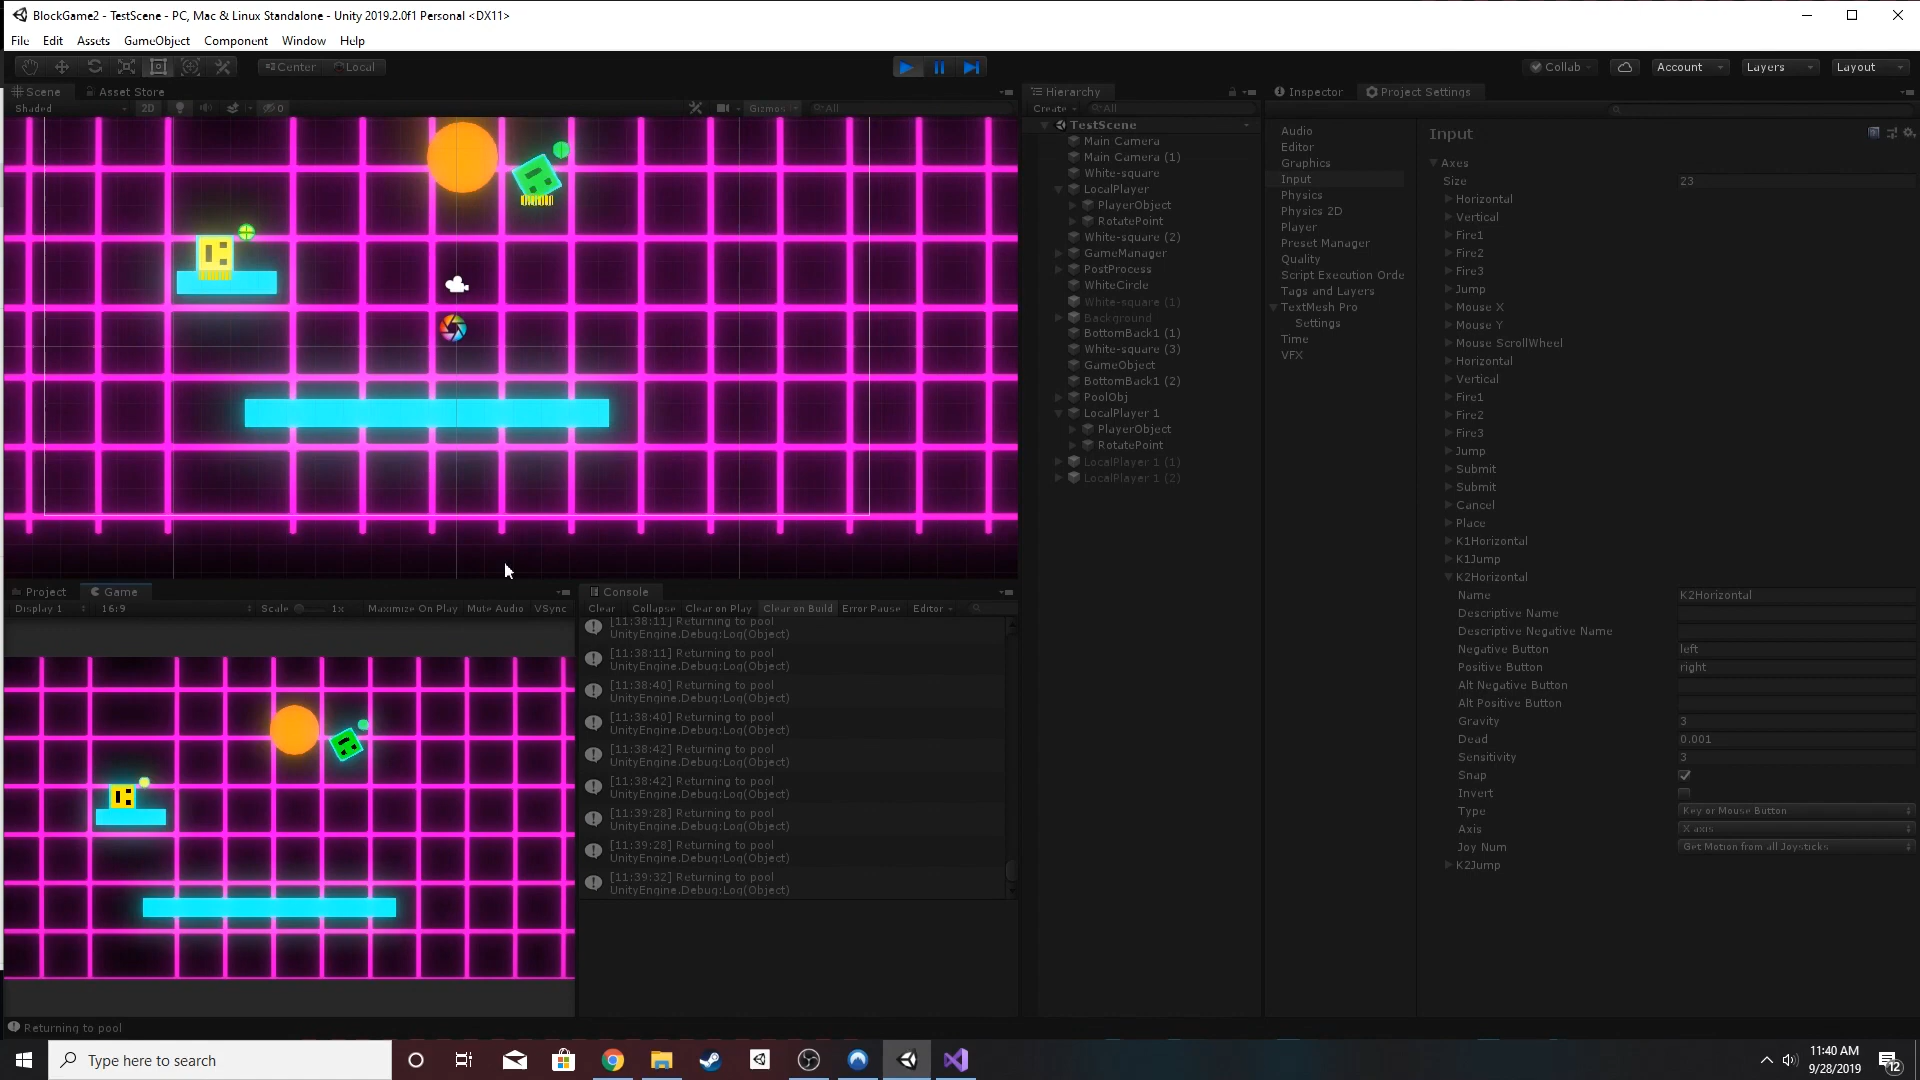 BlockGame2 - TestScene - PC, Mac & Linux Standalone - Unity 2019.2.0f1 Personal <DX11>
File Edit Assets GameObject Component Window Help
Center Local
Collab Account Layers Layout
Scene Asset Store
Shaded 2D 0 Gizmos All
Hierarchy
Create All
TestScene
Main Camera
Main Camera (1)
White-square
LocalPlayer
PlayerObject
RotatePoint
White-square (2)
GameManager
PostProcess
WhiteCircle
White-square (1)
Background
BottomBack1 (1)
White-square (3)
GameObject
BottomBack1 (2)
PoolObj
LocalPlayer 1
PlayerObject
RotatePoint
LocalPlayer 1 (1)
LocalPlayer 1 (2)
Inspector Project Settings
Audio
Editor
Graphics
Input
Physics
Physics 2D
Player
Preset Manager
Quality
Script Execution Orde
Tags and Layers
TextMesh Pro
Settings
Time
VFX
Input
Axes
Size 23
Horizontal
Vertical
Fire1
Fire2
Fire3
Jump
Mouse X
Mouse Y
Mouse ScrollWheel
Horizontal
Vertical
Fire1
Fire2
Fire3
Jump
Submit
Submit
Cancel
Place
K1Horizontal
K1Jump
K2Horizontal
Name K2Horizontal
Descriptive Name
Descriptive Negative Name
Negative Button left
Positive Button right
Alt Negative Button
Alt Positive Button
Gravity 3
Dead 0.001
Sensitivity 3
Snap
Invert
Type Key or Mouse Button
Axis X axis
Joy Num Get Motion from all Joysticks
K2Jump
Project Game
Display 1 16:9 Scale 1x Maximize On Play Mute Audio VSync
Console
Clear Collapse Clear on Play Clear on Build Error Pause Editor
[11:38:11] Returning to pool
UnityEngine.Debug:Log(Object)
[11:38:11] Returning to pool
UnityEngine.Debug:Log(Object)
[11:38:40] Returning to pool
UnityEngine.Debug:Log(Object)
[11:38:40] Returning to pool
UnityEngine.Debug:Log(Object)
[11:38:42] Returning to pool
UnityEngine.Debug:Log(Object)
[11:38:42] Returning to pool
UnityEngine.Debug:Log(Object)
[11:39:28] Returning to pool
UnityEngine.Debug:Log(Object)
[11:39:28] Returning to pool
UnityEngine.Debug:Log(Object)
[11:39:32] Returning to pool
UnityEngine.Debug:Log(Object)
Returning to pool
Type here to search
11:40 AM
9/28/2019
12